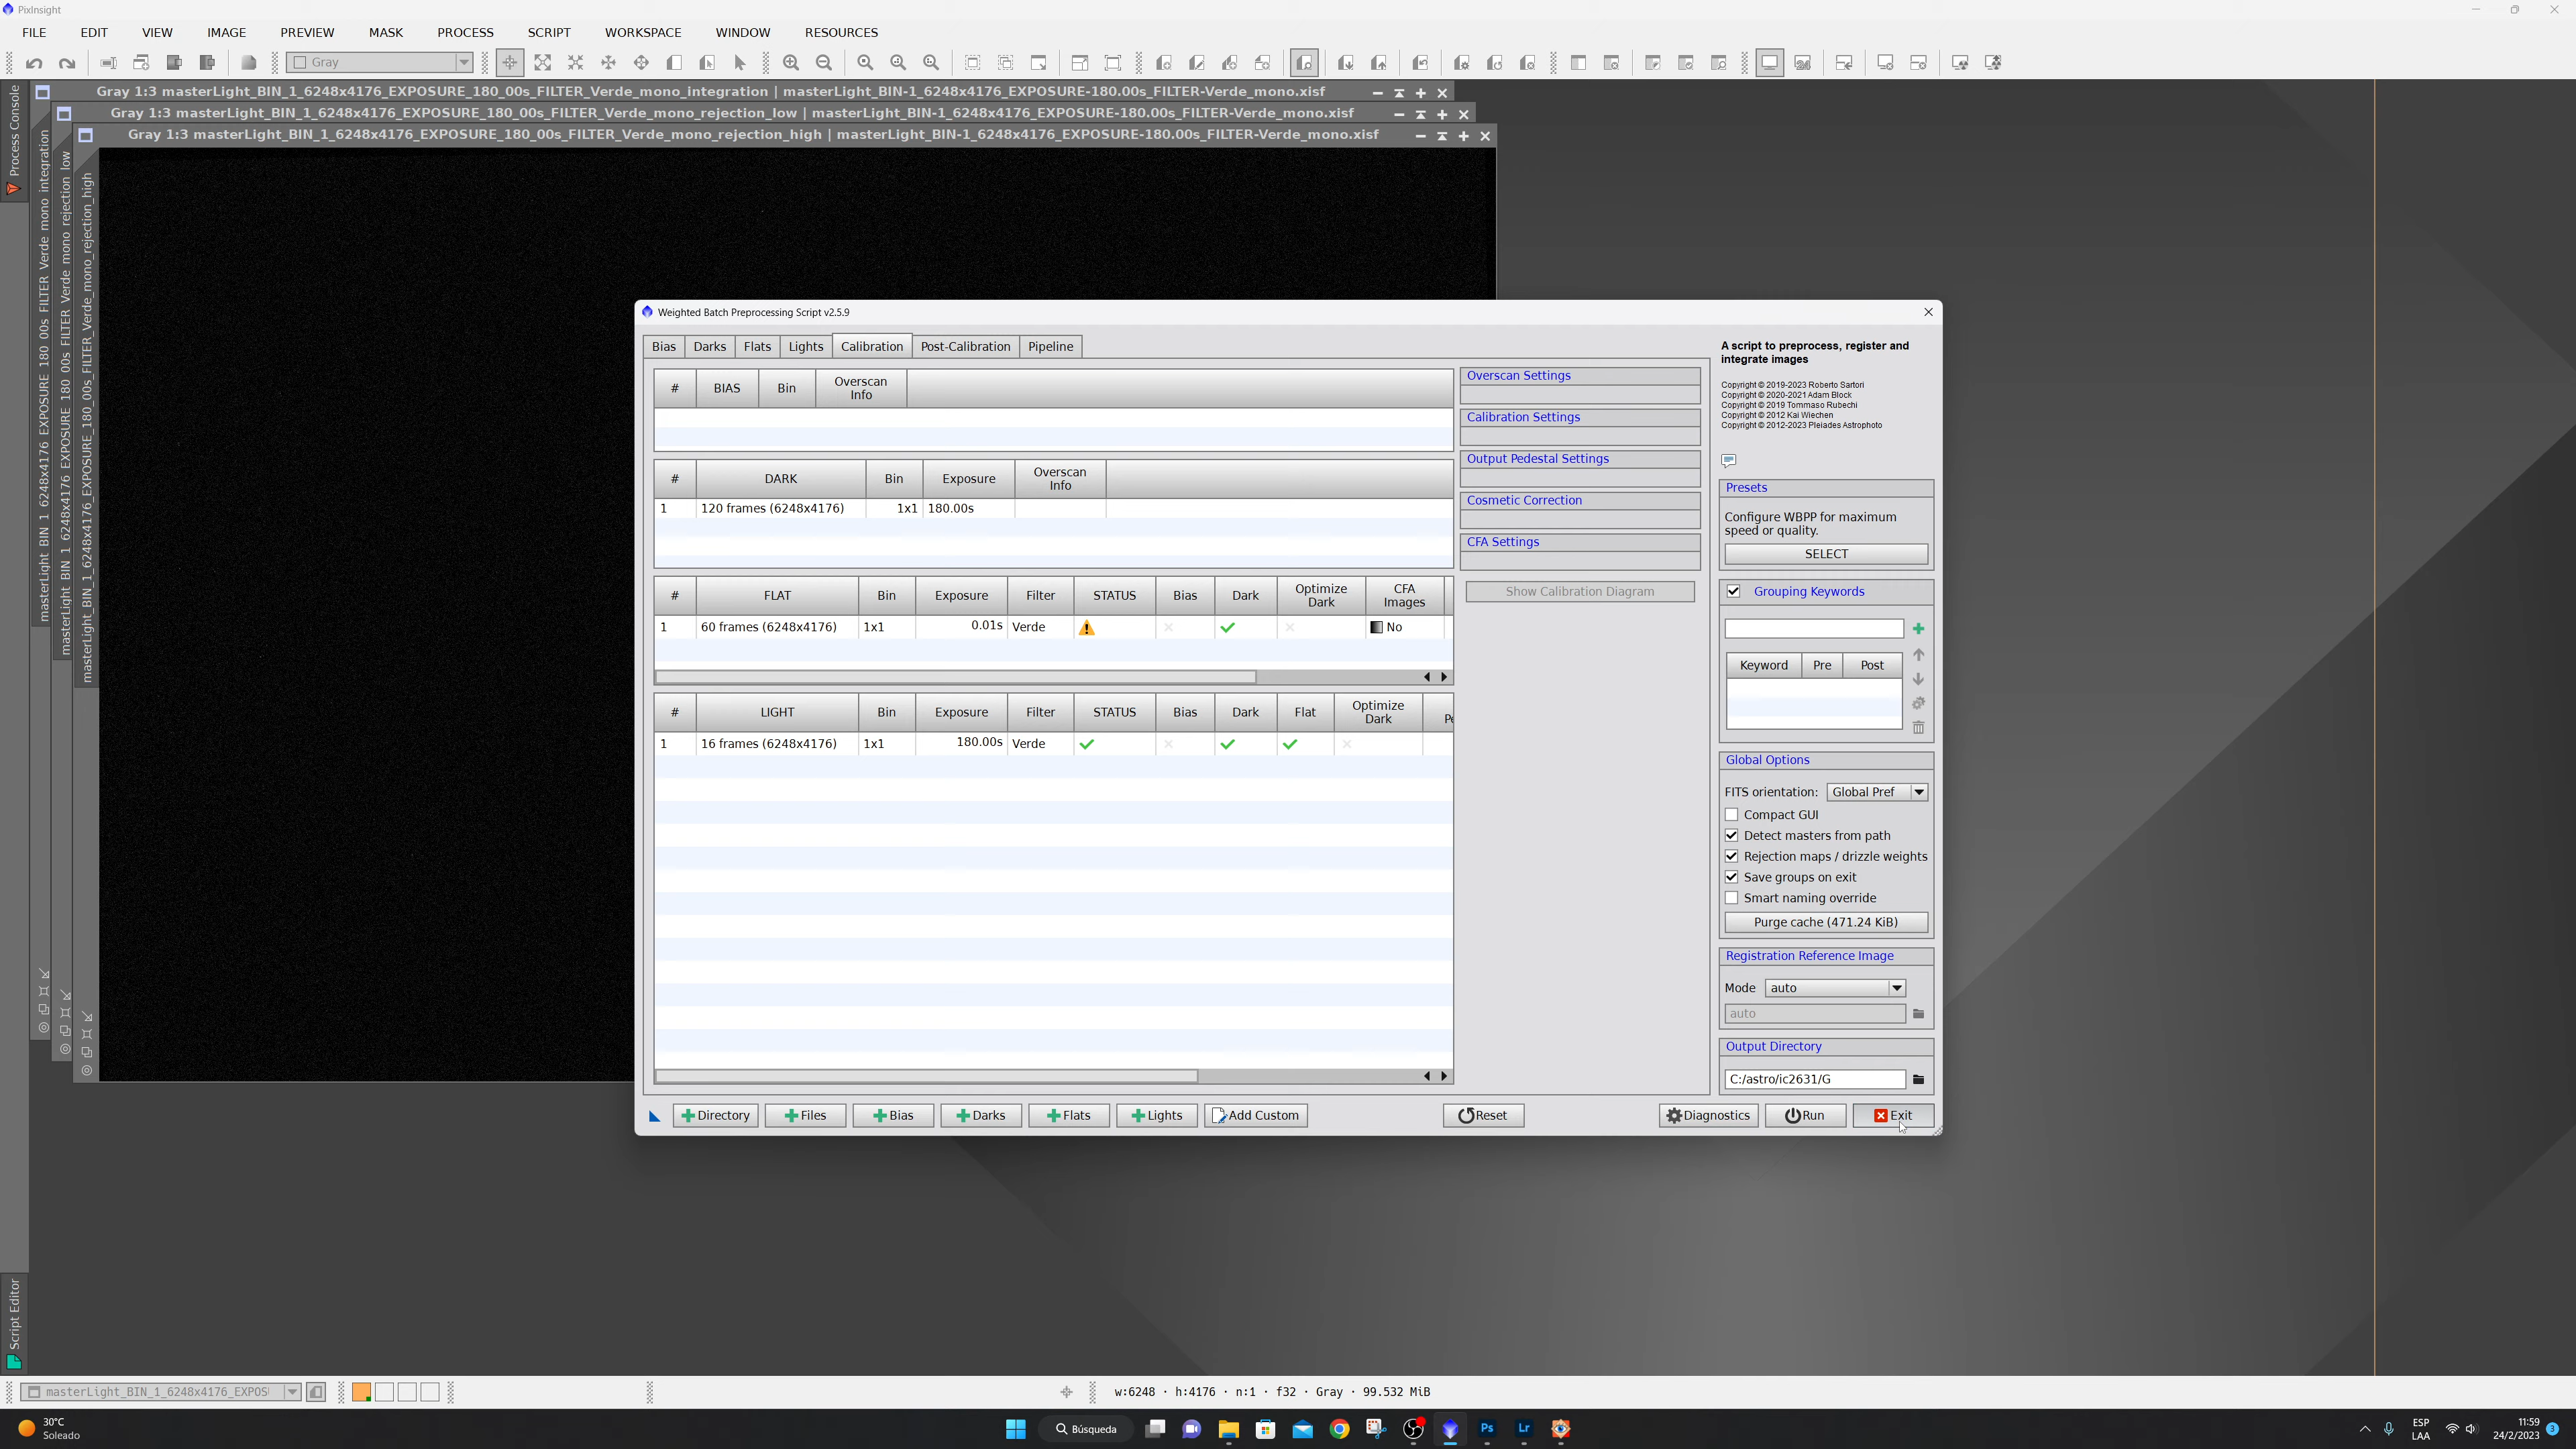 PixInsight
FILE EDIT VIEW IMAGE PREVIEW MASK PROCESS SCRIPT WORKSPACE WINDOW RESOURCES
Gray
Process Console
Gray 1:3 masterLight_BIN_1_6248x4176_EXPOSURE_180_00s_FILTER_Verde_mono_integration | masterLight_BIN-1_6248x4176_EXPOSURE-180.00s_FILTER-Verde_mono.xisf
Gray 1:3 masterLight_BIN_1_6248x4176_EXPOSURE_180_00s_FILTER_Verde_mono_rejection_low | masterLight_BIN-1_6248x4176_EXPOSURE-180.00s_FILTER-Verde_mono.xisf
Gray 1:3 masterLight_BIN_1_6248x4176_EXPOSURE_180_00s_FILTER_Verde_mono_rejection_high | masterLight_BIN-1_6248x4176_EXPOSURE-180.00s_FILTER-Verde_mono.xisf
masterLight_BIN_1_6248x4176_EXPOSURE_180_00s_FILTER_Verde_mono_integration
masterLight_BIN_1_6248x4176_EXPOSURE_180_00s_FILTER_Verde_mono_rejection_low
masterLight_BIN_1_6248x4176_EXPOSURE_180_00s_FILTER_Verde_mono_rejection_high
Weighted Batch Preprocessing Script v2.5.9
Bias Darks Flats Lights Calibration Post-Calibration Pipeline
# BIAS Bin Overscan Info
# DARK Bin Exposure Overscan Info
1 120 frames (6248x4176) 1x1 180.00s
# FLAT Bin Exposure Filter STATUS Bias Dark Optimize Dark CFA Images
1 60 frames (6248x4176) 1x1 0.01s Verde No
# LIGHT Bin Exposure Filter STATUS Bias Dark Flat Optimize Dark Pe
1 16 frames (6248x4176) 1x1 180.00s Verde
Overscan Settings
Calibration Settings
Output Pedestal Settings
Cosmetic Correction
CFA Settings
Show Calibration Diagram
A script to preprocess, register and
integrate images
Copyright © 2019-2023 Roberto Sartori
Copyright © 2020-2021 Adam Block
Copyright © 2019 Tommaso Rubechi
Copyright © 2012 Kai Wiechen
Copyright © 2012-2023 Pleiades Astrophoto
Presets
Configure WBPP for maximum
speed or quality.
SELECT
Grouping Keywords
Keyword Pre Post
Global Options
FITS orientation: Global Pref
Compact GUI
Detect masters from path
Rejection maps / drizzle weights
Save groups on exit
Smart naming override
Purge cache (471.24 KiB)
Registration Reference Image
Mode auto
auto
Output Directory
C:/astro/ic2631/G
Directory Files Bias Darks Flats Lights Add Custom Reset Diagnostics Run Exit
Script Editor
masterLight_BIN_1_6248x4176_EXPOS
w:6248 · h:4176 · n:1 · f32 · Gray · 99.532 MiB
30°C
Soleado
Búsqueda
Ps
Lr
ESP
LAA
11:59
24/2/2023
3